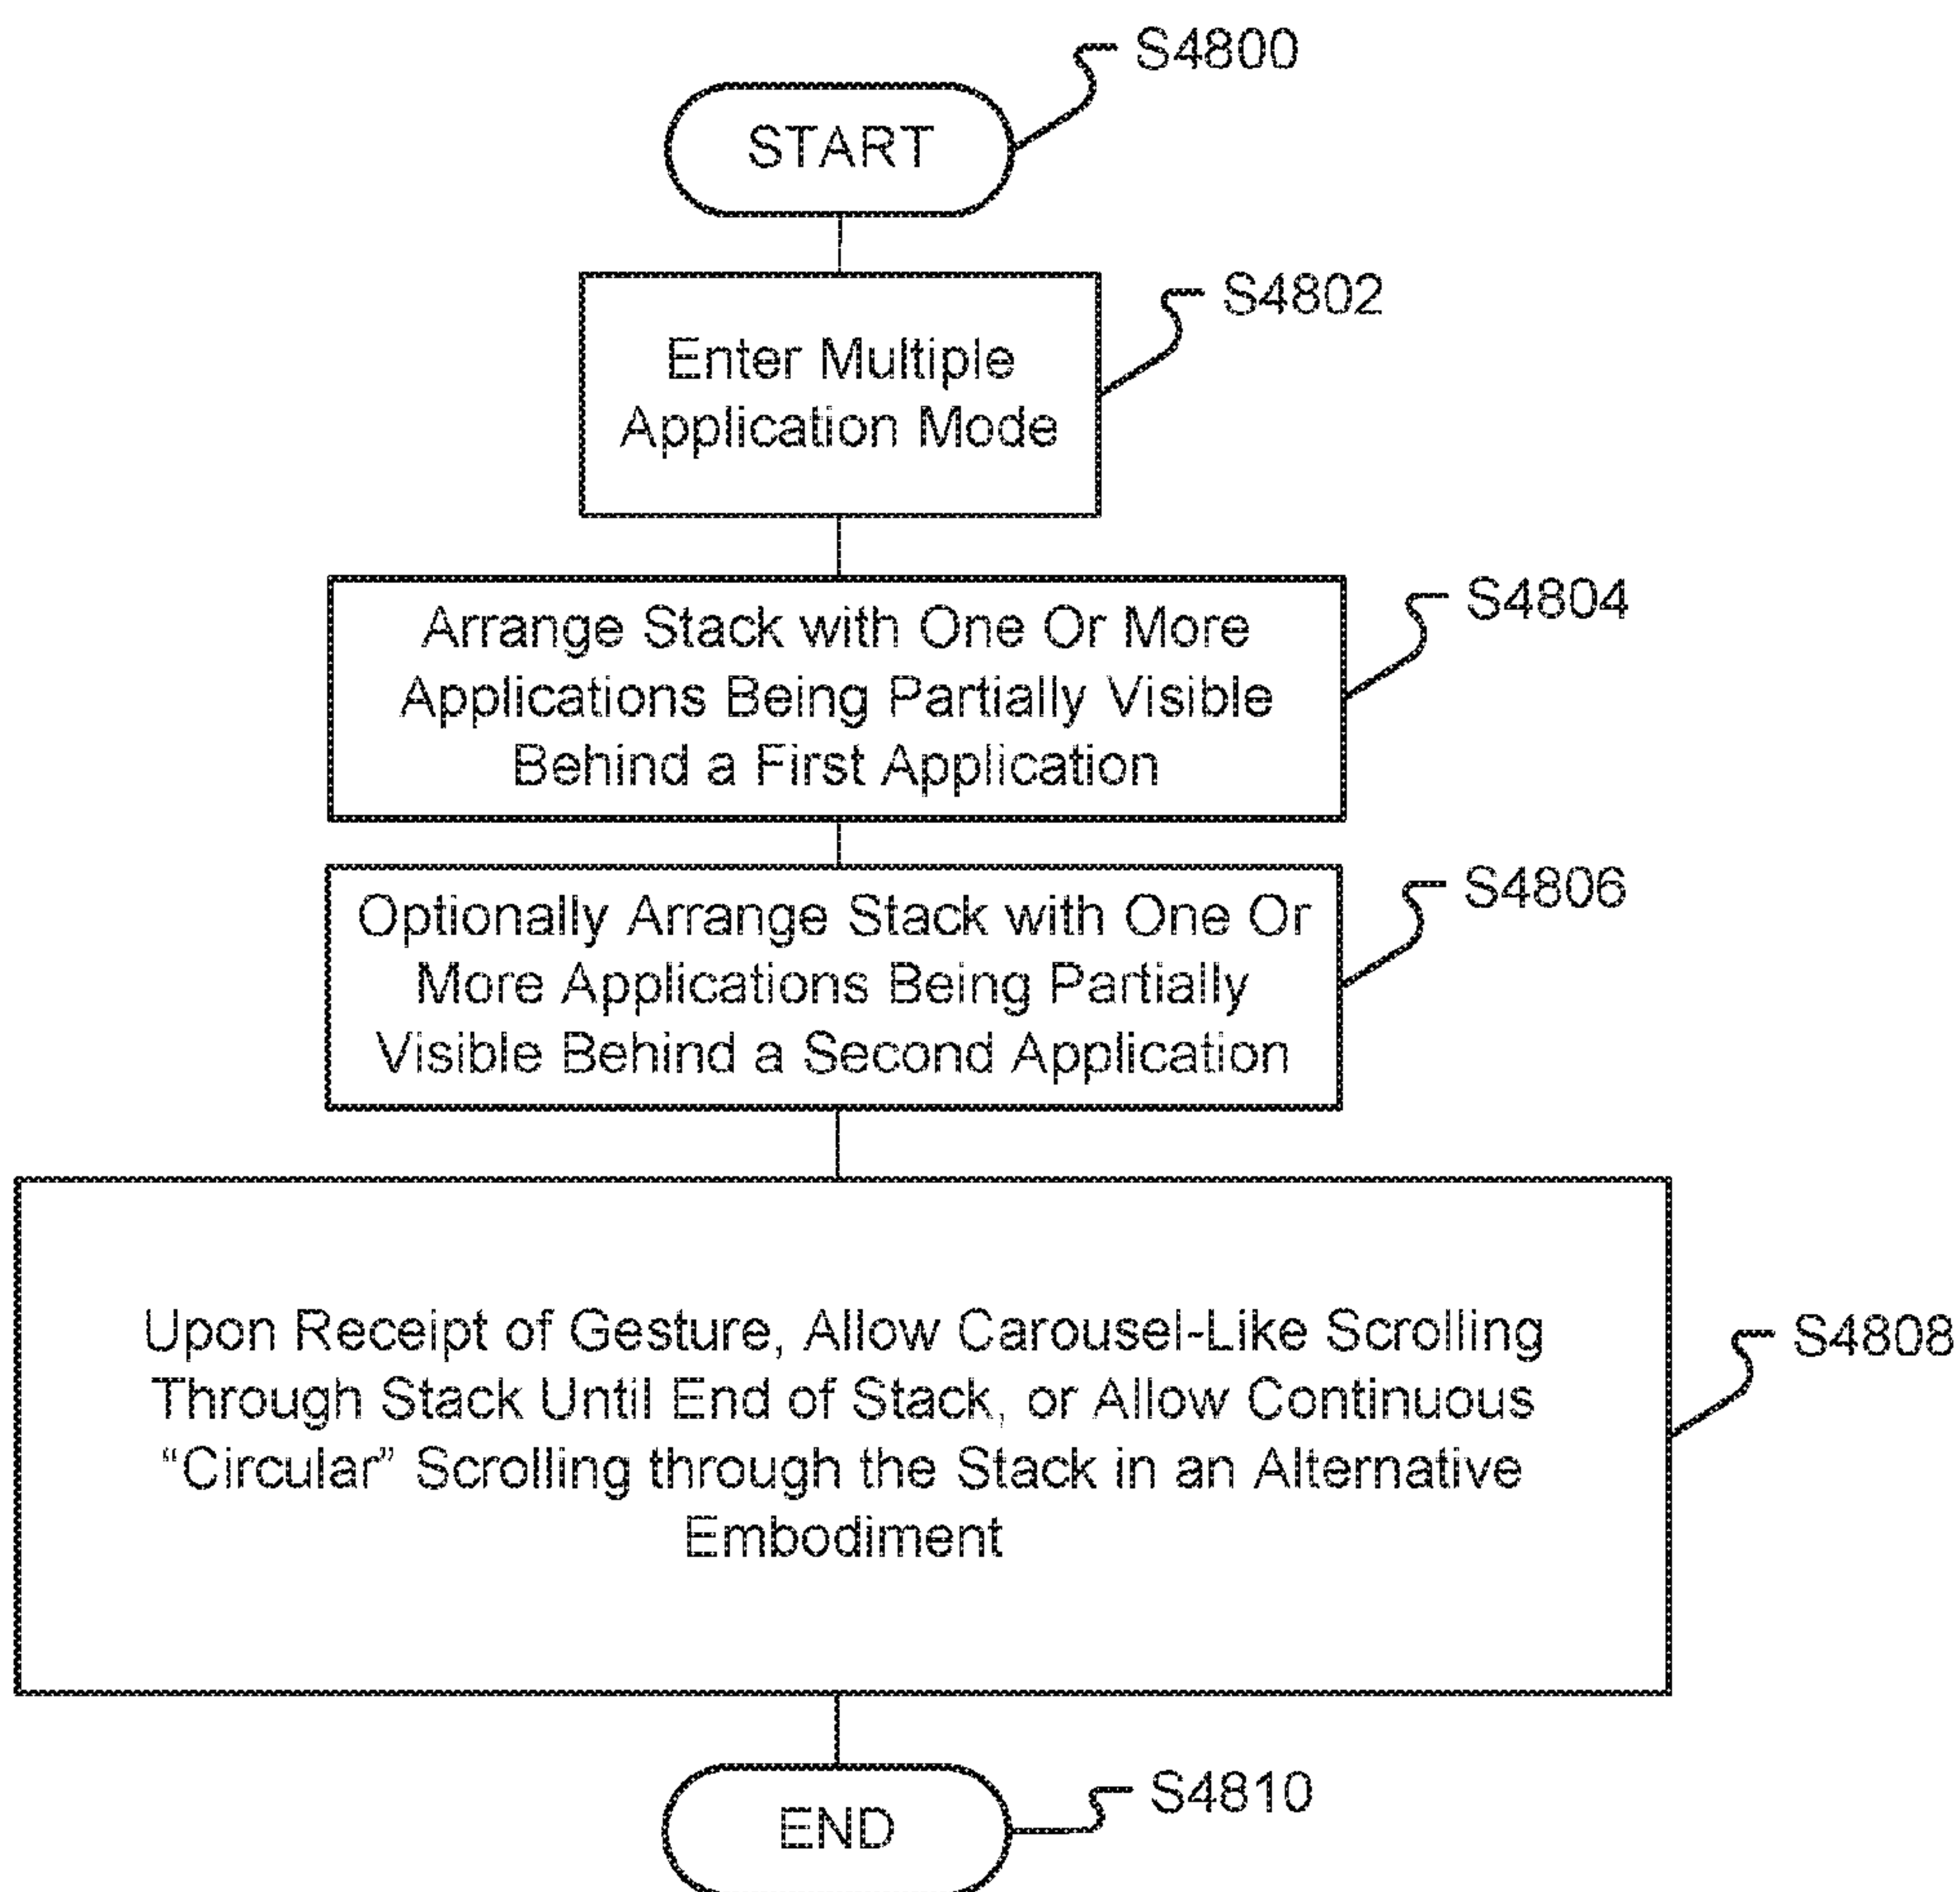 S4800
START
S4802
Enter Multiple
Application Mode
S4804
Arrange Stack with One Or More
Applications Being Partially Visible
Behind a First Application
S4806
Optionally Arrange Stack with One Or
More Applications Being Partially
Visible Behind a Second Application
S4808
Upon Receipt of Gesture, Allow Carousel-Like Scrolling
Through Stack Until End of Stack, or Allow Continuous
“Circular” Scrolling through the Stack in an Alternative
Embodiment
S4810
END